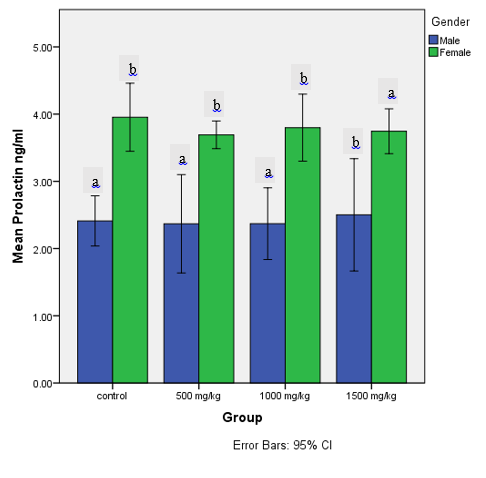 Gender
Male
Female
5.00
4.00
3.00
2.00
1.00
0.00
Mean Prolactin ng/ml
a
b
a
b
a
b
b
a
control
500 mg/kg
1000 mg/kg
1500 mg/kg
Group
Error Bars: 95% CI